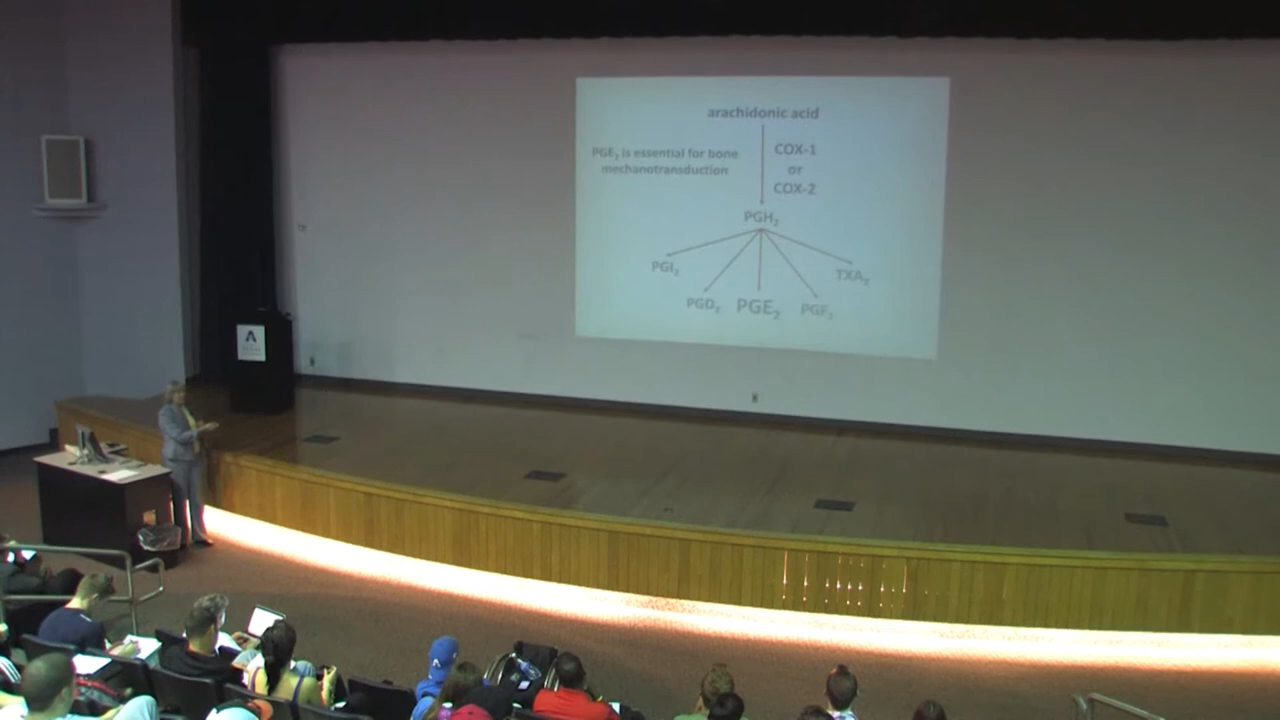 arachidonic acid
PGE₂ is essential for bone
mechanotransduction
COX-1
or
COX-2
PGH₂
PGI₂
TXA₂
PGD₂
PGE₂
PGF₂
A